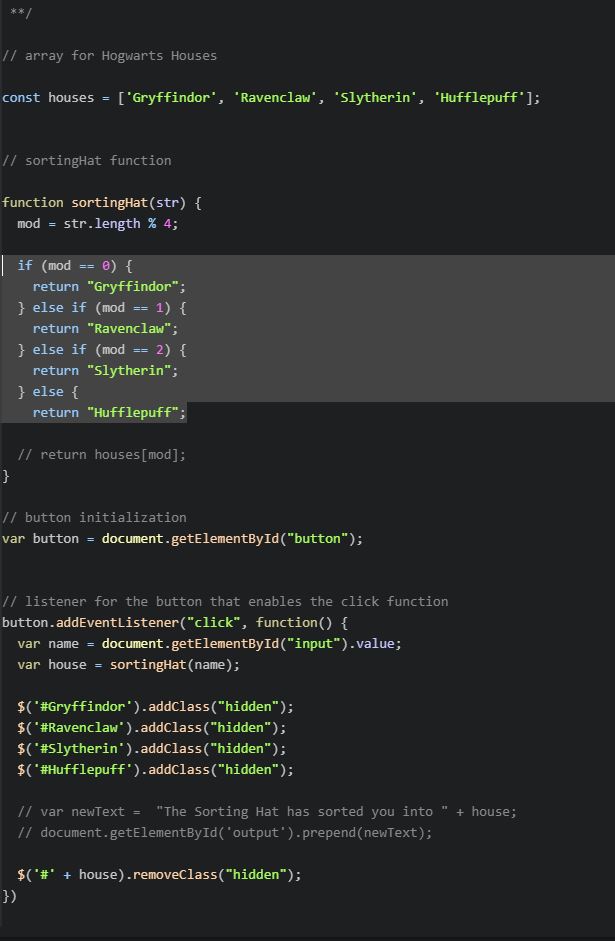 **/
// array for Hogwarts Houses
const houses = ['Gryffindor', 'Ravenclaw', 'Slytherin', 'Hufflepuff'];
// sortingHat function
function sortingHat(str) {
mod = str.length % 4;
if (mod == 0) {
return "Gryffindor";
} else if (mod == 1) {
return "Ravenclaw";
} else if (mod == 2) {
return "Slytherin";
} else {
return "Hufflepuff";
// return houses[mod];
}
// button initialization
var button = document.getElementById("button");
// listener for the button that enables the click function
button.addEventListener("click", function() {
var name = document.getElementById("input").value;
var house = sortingHat(name);
$('#Gryffindor').addClass("hidden");
$('#Ravenclaw').addClass("hidden");
$('#Slytherin').addClass("hidden");
$('#Hufflepuff').addClass("hidden");
// var newText =  "The Sorting Hat has sorted you into " + house;
// document.getElementById('output').prepend(newText);
$('#' + house).removeClass("hidden");
})